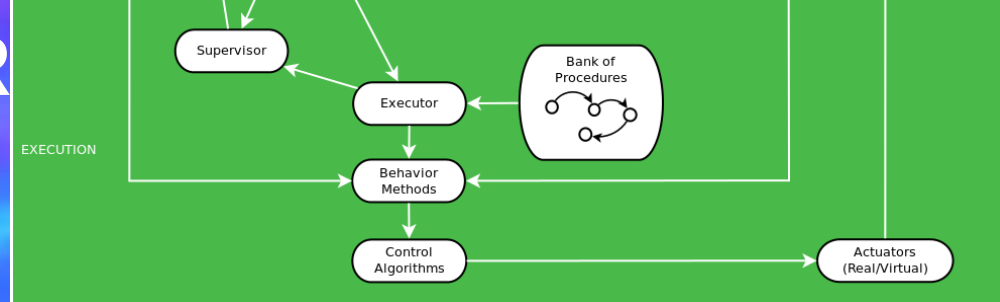 Supervisor
Bank of
Procedures
Executor
EXECUTION
Behavior
Methods
Control
Algorithms
Actuators
(Real/Virtual)